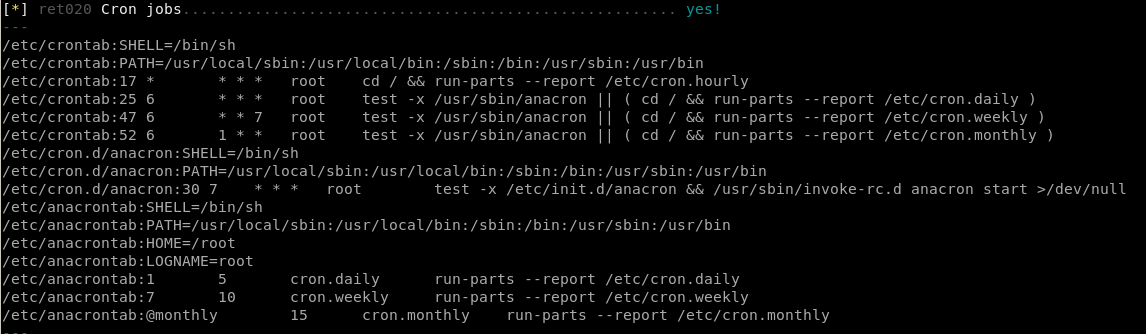 [*] ret020 Cron jobs....................................................... yes!
---
/etc/crontab:SHELL=/bin/sh
/etc/crontab:PATH=/usr/local/sbin:/usr/local/bin:/sbin:/bin:/usr/sbin:/usr/bin
/etc/crontab:17 *       * * *   root    cd / && run-parts --report /etc/cron.hourly
/etc/crontab:25 6       * * *   root    test -x /usr/sbin/anacron || ( cd / && run-parts --report /etc/cron.daily )
/etc/crontab:47 6       * * 7   root    test -x /usr/sbin/anacron || ( cd / && run-parts --report /etc/cron.weekly )
/etc/crontab:52 6       1 * *   root    test -x /usr/sbin/anacron || ( cd / && run-parts --report /etc/cron.monthly )
/etc/cron.d/anacron:SHELL=/bin/sh
/etc/cron.d/anacron:PATH=/usr/local/sbin:/usr/local/bin:/sbin:/bin:/usr/sbin:/usr/bin
/etc/cron.d/anacron:30 7    * * *   root        test -x /etc/init.d/anacron && /usr/sbin/invoke-rc.d anacron start >/dev/null
/etc/anacrontab:SHELL=/bin/sh
/etc/anacrontab:PATH=/usr/local/sbin:/usr/local/bin:/sbin:/bin:/usr/sbin:/usr/bin
/etc/anacrontab:HOME=/root
/etc/anacrontab:LOGNAME=root
/etc/anacrontab:1       5       cron.daily      run-parts --report /etc/cron.daily
/etc/anacrontab:7       10      cron.weekly     run-parts --report /etc/cron.weekly
/etc/anacrontab:@monthly        15      cron.monthly    run-parts --report /etc/cron.monthly
---